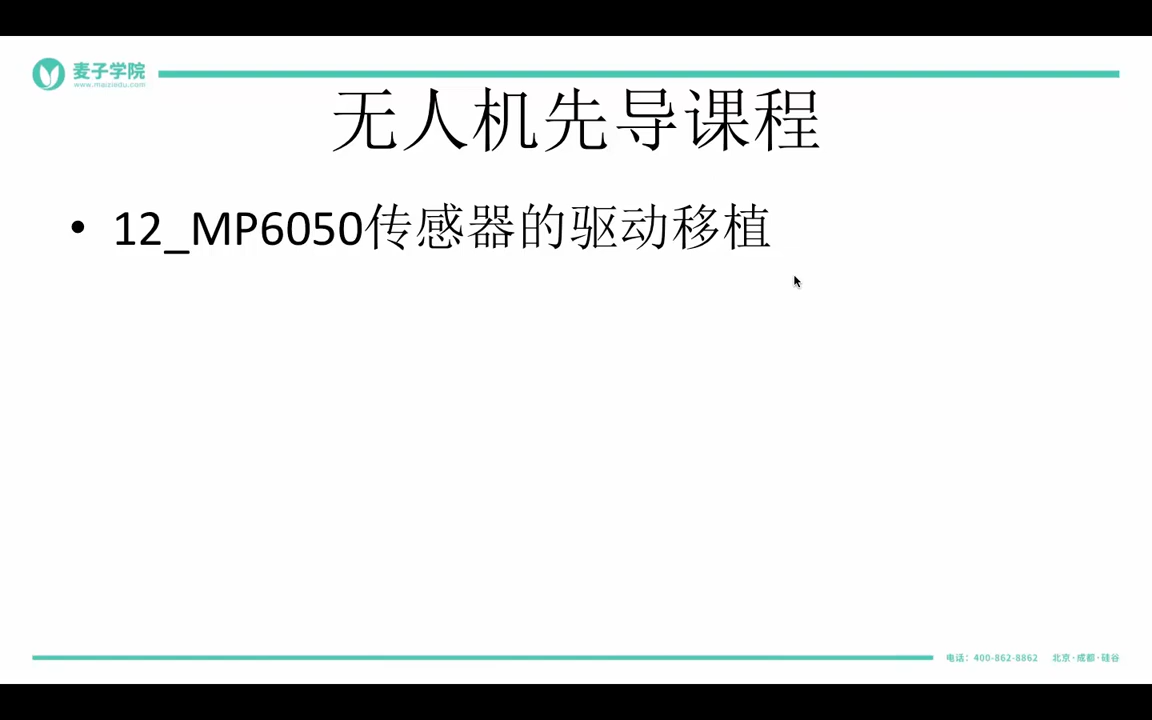 麦子学院
www.maiziedu.com
无人机先导课程
• 12_MP6050传感器的驱动移植
电话：400-862-8862 北京·成都·硅谷